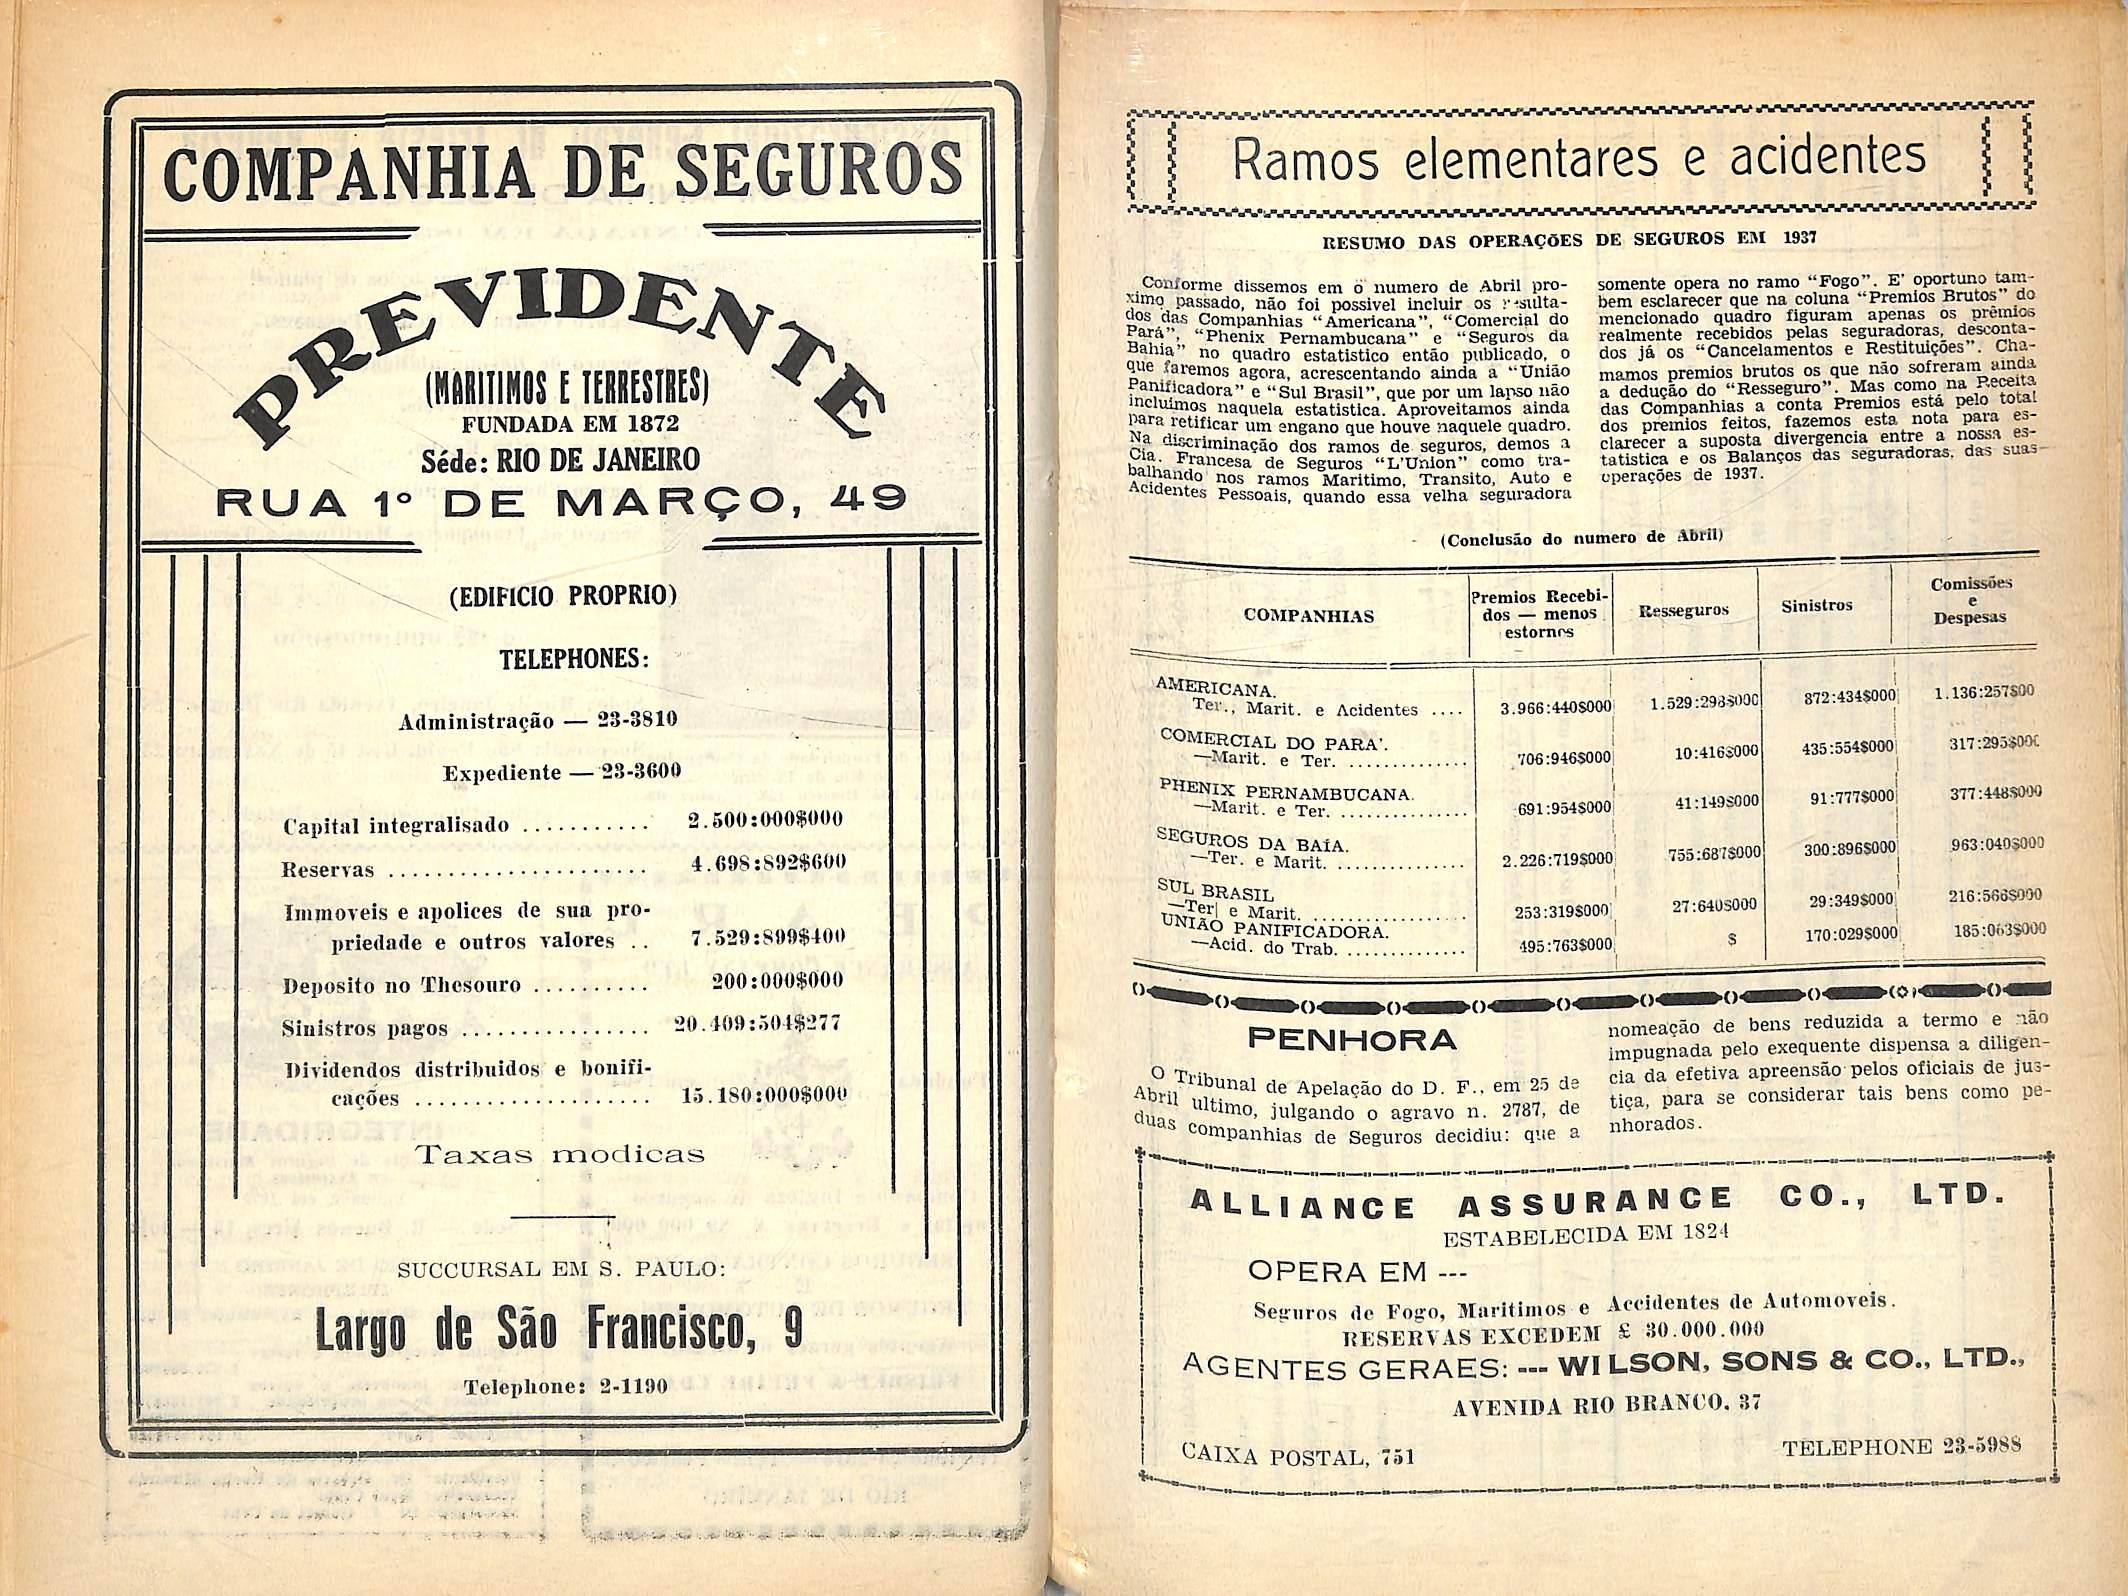 COMPANHIA DE SEGUROS
PREVIDENTE
(MARITIMOS E TERRESTRES)
FUNDADA EM 1872
Séde: RIO DE JANEIRO
RUA 1º DE MARÇO, 49
(EDIFICIO PROPRIO)
TELEPHONES:
Administração — 23-3810
Expediente — 23-3600
Capital integralisado ........... 2.500:000$000
Reservas ...................... 4.698:892$600
Immoveis e apolices de sua pro-
priedade e outros valores .. 7.529:899$400
Deposito no Thesouro .......... 200:000$000
Sinistros pagos ................ 20.409:504$277
Dividendos distribuidos e bonifi-
cações .................... 15.180:000$000
Taxas modicas
SUCCURSAL EM S. PAULO:
Largo de São Francisco, 9
Telephone: 2-1190
Ramos elementares e acidentes
RESUMO DAS OPERAÇÕES DE SEGUROS EM 1937
Conforme dissemos em o numero de Abril pro-
ximo passado, não foi possivel incluir os resulta-
dos das Companhias "Americana", "Comercial do
Pará", "Phenix Pernambucana" e "Seguros da
Bahia" no quadro estatistico então publicado, o
que faremos agora, acrescentando ainda a "União
Panificadora" e "Sul Brasil", que por um lapso não
incluimos naquela estatistica. Aproveitamos ainda
para retificar um engano que houve naquele quadro.
Na discriminação dos ramos de seguros, demos a
Cia. Francesa de Seguros "L'Union" como tra-
balhando nos ramos Maritimo, Transito, Auto e
Acidentes Pessoais, quando essa velha seguradora
somente opera no ramo "Fogo". E' oportuno tam-
bem esclarecer que na coluna "Premios Brutos" do
mencionado quadro figuram apenas os prêmios
realmente recebidos pelas seguradoras, desconta-
dos já os "Cancelamentos e Restituições". Cha-
mamos premios brutos os que não sofreram ainda
a dedução do "Resseguro". Mas como na Receita
das Companhias a conta Premios está pelo total
dos premios feitos, fazemos esta nota para es-
clarecer a suposta divergencia entre a nossa es-
tatistica e os Balanços das seguradoras, das suas
operações de 1937.
(Conclusão do numero de Abril)
COMPANHIAS
Premios Recebi-
dos — menos
estornos
Resseguros
Sinistros
Comissões
e
Despesas
AMERICANA.
Ter., Marit. e Acidentes .... 3.966:440$000 1.529:298$000 872:434$000 1.136:257$00
COMERCIAL DO PARA'.
—Marit. e Ter. .............. 706:946$000 10:416$000 435:554$000 317:295$000
PHENIX PERNAMBUCANA.
—Marit. e Ter. ............... 691:954$000 41:149$000 91:777$000 377:448$000
SEGUROS DA BAÍA.
—Ter. e Marit. ............... 2.226:719$000 755:687$000 300:896$000 963:040$000
SUL BRASIL
—Ter| e Marit. .................. 253:319$000 27:640$000 29:349$000 216:566$000
UNIÃO PANIFICADORA.
—Acid. do Trab. .............. 495:763$000 $ 170:029$000 185:063$000
PENHORA
O Tribunal de Apelação do D. F., em 25 de
Abril ultimo, julgando o agravo n. 2787, de
duas companhias de Seguros decidiu: que a
nomeação de bens reduzida a termo e não
impugnada pelo exequente dispensa a diligen-
cia da efetiva apreensão pelos oficiais de jus-
tiça, para se considerar tais bens como pe-
nhorados.
ALLIANCE ASSURANCE CO., LTD.
ESTABELECIDA EM 1824
OPERA EM ---
Seguros de Fogo, Maritimos e Accidentes de Automoveis.
RESERVAS EXCEDEM £ 30.000.000
AGENTES GERAES: --- WILSON, SONS & CO., LTD.,
AVENIDA RIO BRANCO, 37
CAIXA POSTAL, 751
TELEPHONE 23-5988